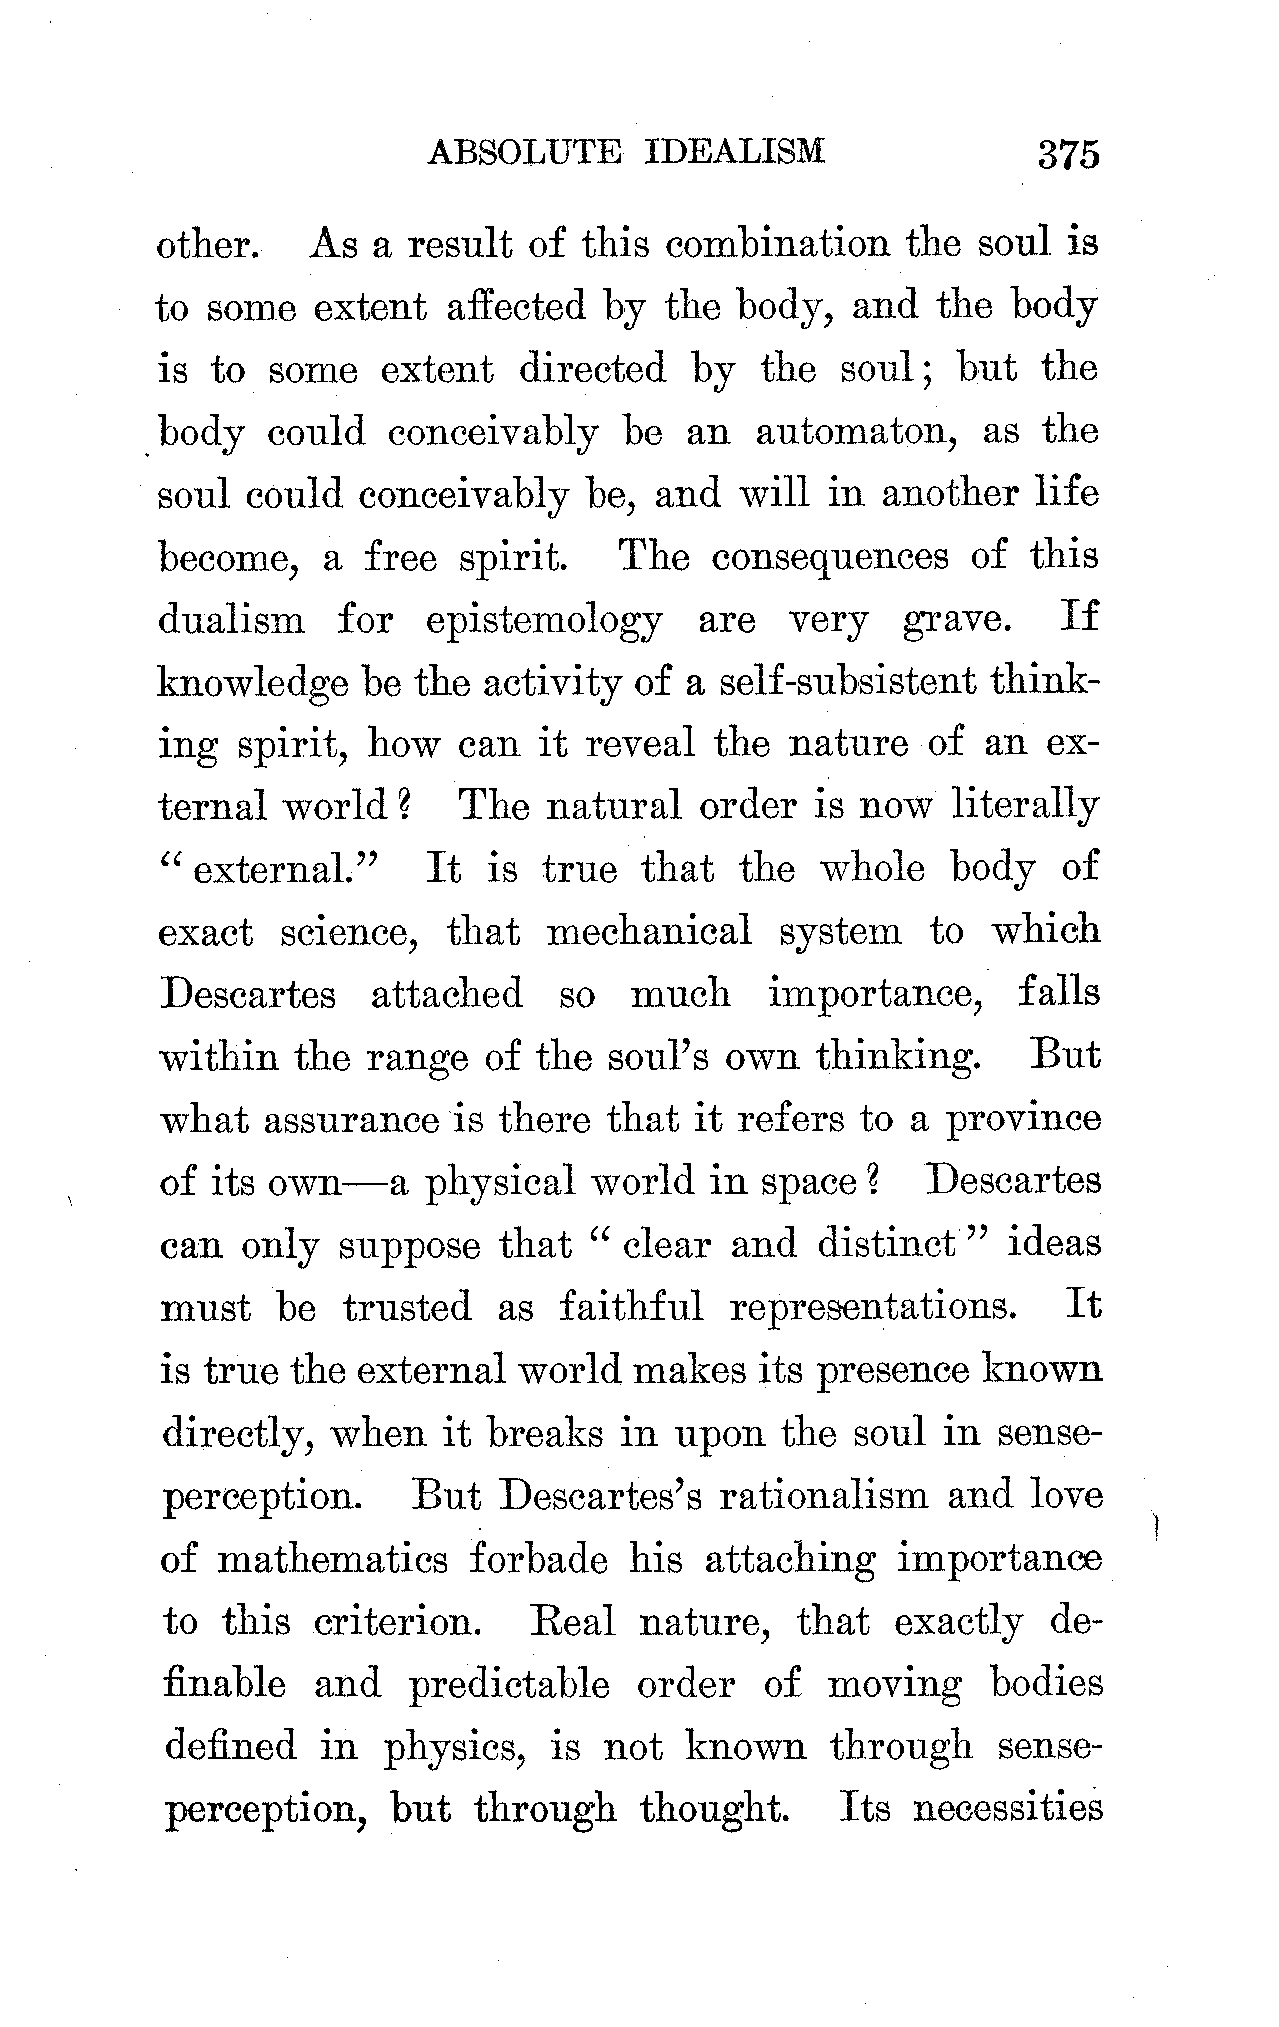 ABSOLUTE IDEALISM 375
other. As a result of this combination the soul is
to some extent affected by the body, and the body
is to some extent directed by the soul; but the
body could conceivably be an automaton, as the
soul could conceivably be, and will in another life
become, a free spirit. The consequences of this
dualism for epistemology are very grave. If
knowledge be the activity of a self-subsistent think-
ing spirit, how can it reveal the nature of an ex-
ternal world? The natural order is now literally
“external.” It is true that the whole body of
exact science, that mechanical system to which
Descartes attached so much importance, falls
within the range of the soul’s own thinking. But
what assurance is there that it refers to a province
of its own—a physical world in space? Descartes
can only suppose that “clear and distinct” ideas
must be trusted as faithful representations. It
is true the external world makes its presence known
directly, when it breaks in upon the soul in sense-
perception. But Descartes’s rationalism and love
of mathematics forbade his attaching importance
to this criterion. Real nature, that exactly de-
finable and predictable order of moving bodies
defined in physics, is not known through sense-
perception, but through thought. Its necessities